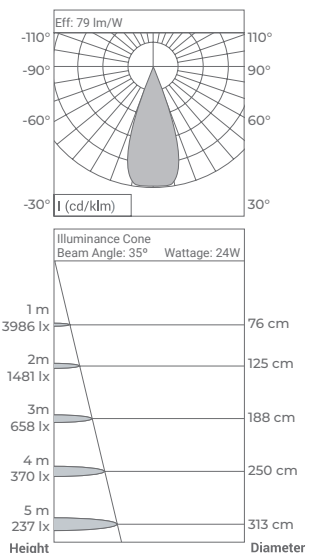 Eff: 79 lm/W
-110° 110°
-90° 90°
-60° 60°
-30° 30°
I (cd/klm)
Illuminance Cone
Beam Angle: 35° Wattage: 24W
1 m
3986 lx 76 cm
2m
1481 lx 125 cm
3m
658 lx 188 cm
4 m
370 lx 250 cm
5 m
237 lx 313 cm
Height Diameter